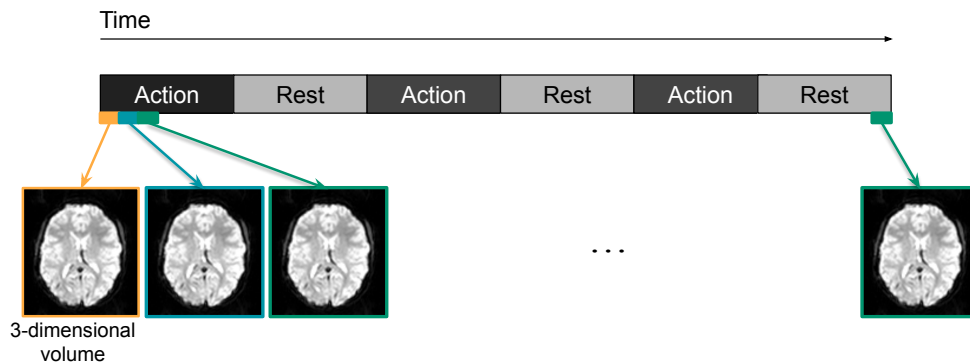 Time
Action Rest Action Rest Action Rest
...
3-dimensional
volume